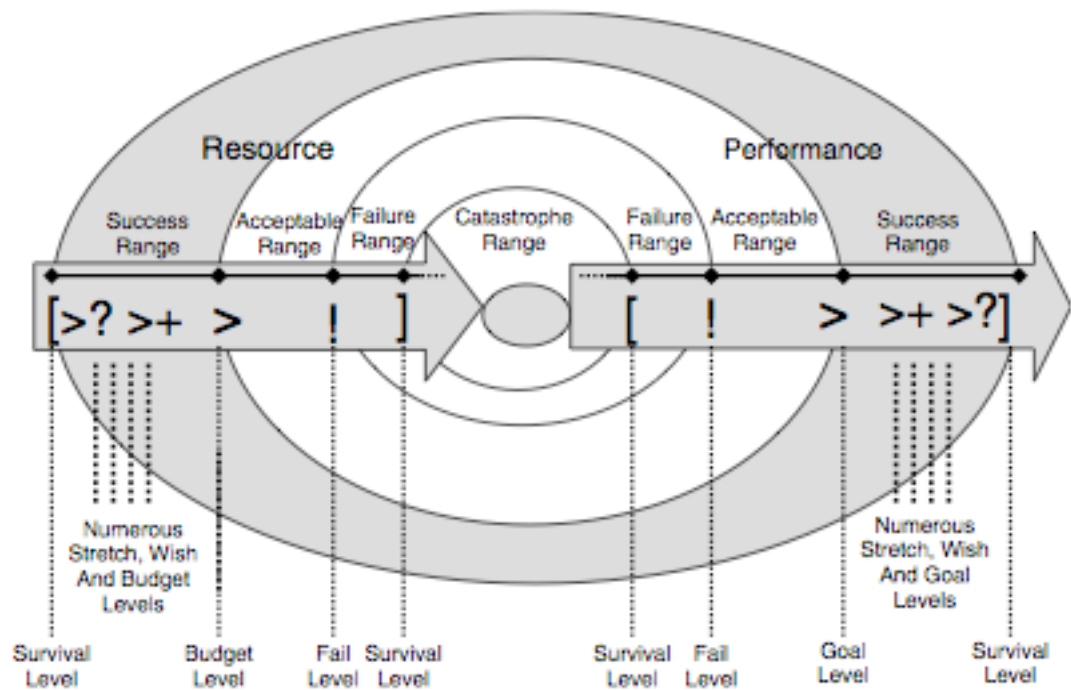 Resource
Performance
Success
Range
Acceptable
Range
Failure
Range
Catastrophe
Range
Failure
Range
Acceptable
Range
Success
Range
[>? >+ > ! ]
[ ! > >+ >?]
Numerous
Stretch, Wish
And Budget
Levels
Numerous
Stretch, Wish
And Goal
Levels
Survival
Level
Budget
Level
Fail
Level
Survival
Level
Survival
Level
Fail
Level
Goal
Level
Survival
Level